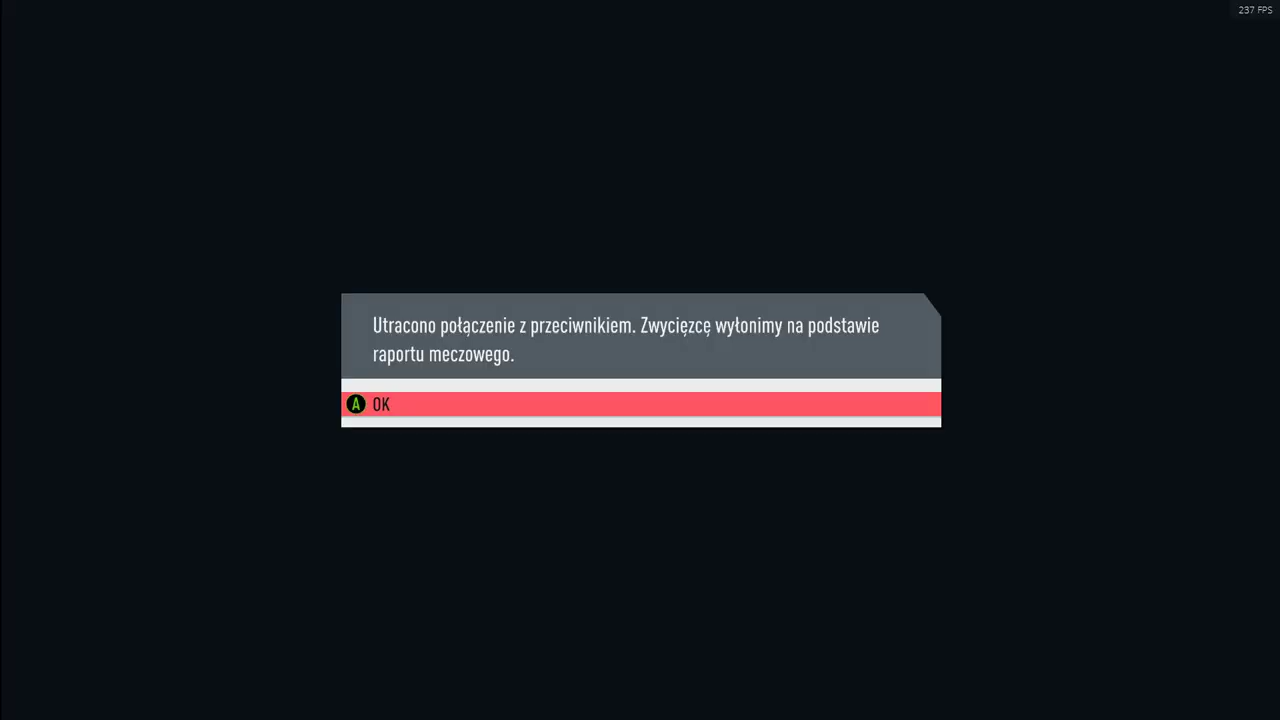 237 FPS
Utracono połączenie z przeciwnikiem. Zwycięzcę wyłonimy na podstawie
raportu meczowego.
A OK